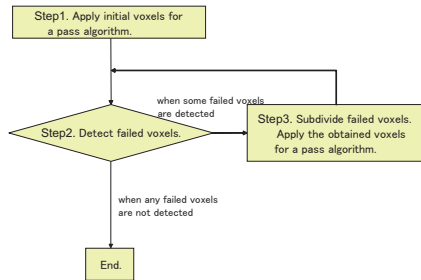 Step1. Apply initial voxels for
a pass algorithm.
when some failed voxels
are detected
Step2. Detect failed voxels.
Step3. Subdivide failed voxels.
Apply the obtained voxels
for a pass algorithm.
when any failed voxels
are not detected
End.